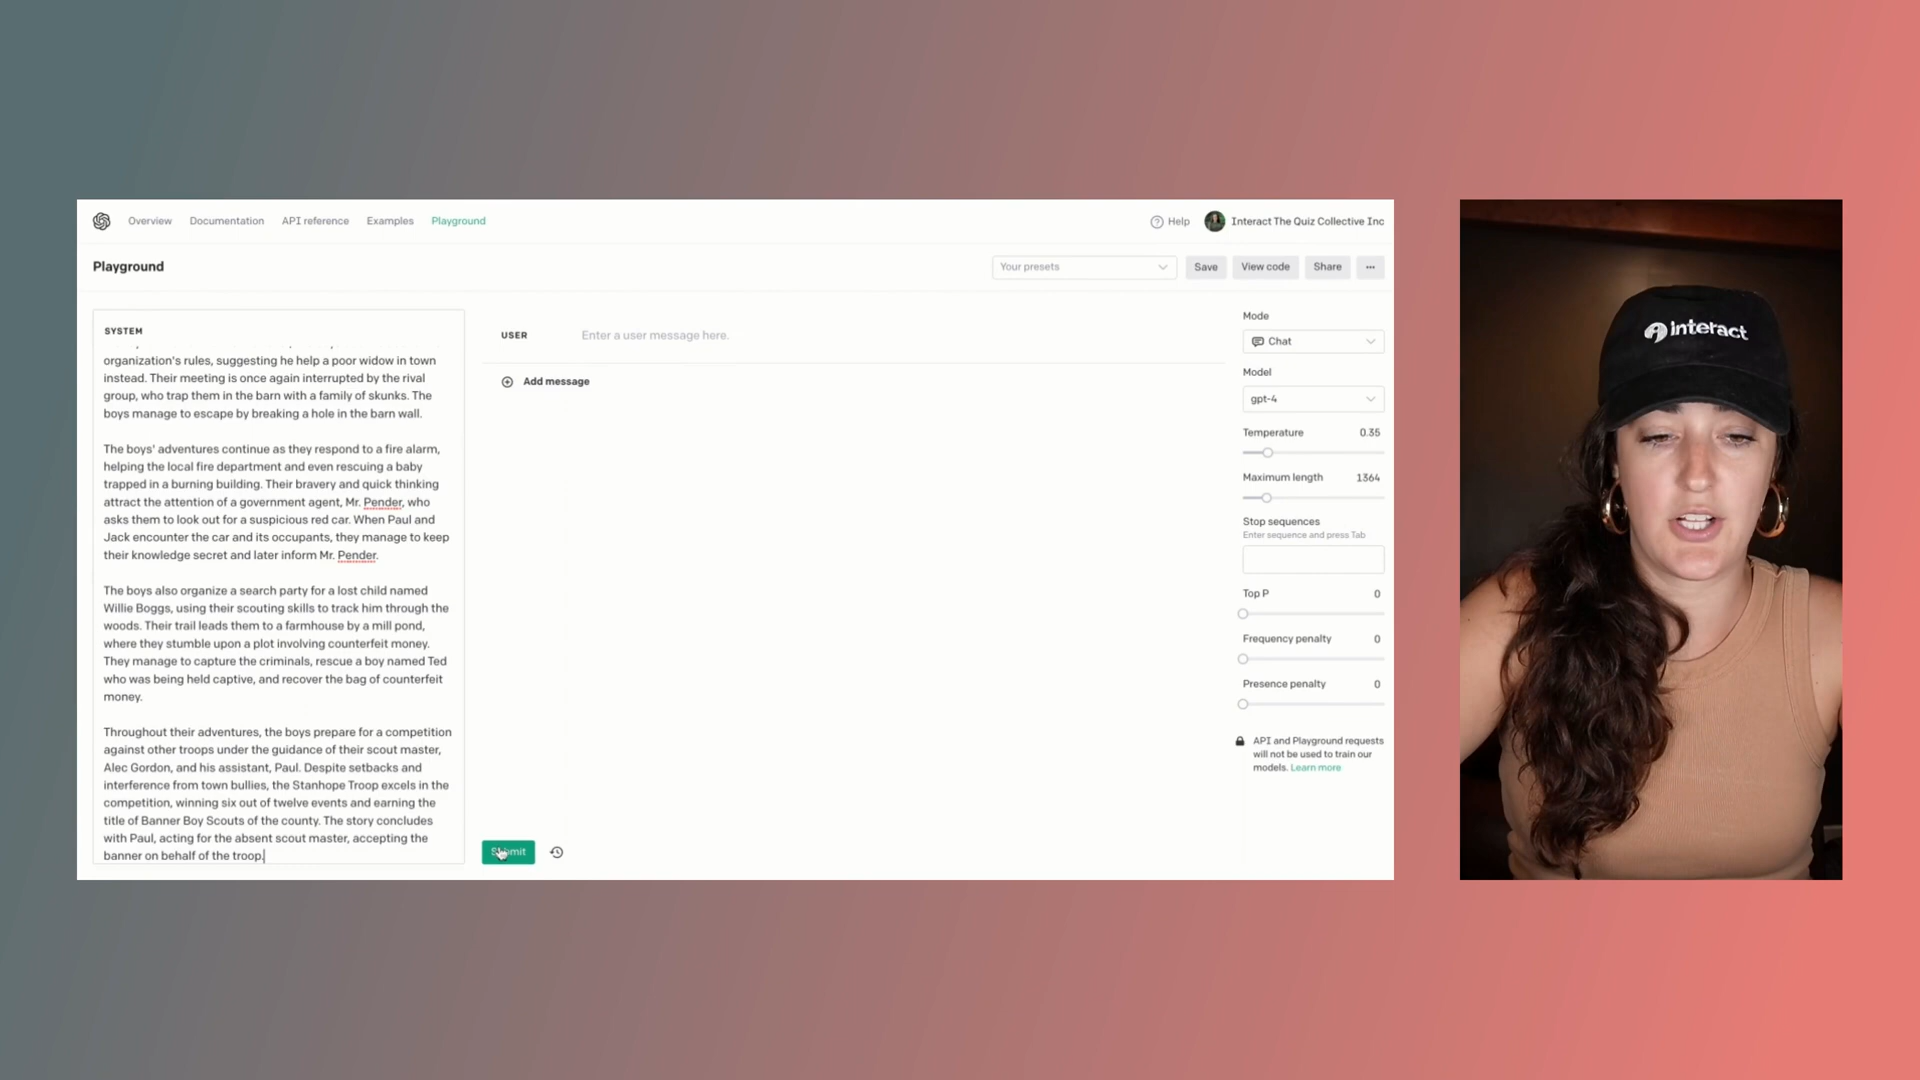 Overview Documentation API reference Examples Playground Help Interact The Quiz Collective Inc
Playground Your presets Save View code Share ...
SYSTEM
organization's rules, suggesting he help a poor widow in town
instead. Their meeting is once again interrupted by the rival
group, who trap them in the barn with a family of skunks. The
boys manage to escape by breaking a hole in the barn wall.
The boys' adventures continue as they respond to a fire alarm,
helping the local fire department and even rescuing a baby
trapped in a burning building. Their bravery and quick thinking
attract the attention of a government agent, Mr. Pender, who
asks them to look out for a suspicious red car. When Paul and
Jack encounter the car and its occupants, they manage to keep
their knowledge secret and later inform Mr. Pender.
The boys also organize a search party for a lost child named
Willie Boggs, using their scouting skills to track him through the
woods. Their trail leads them to a farmhouse by a mill pond,
where they stumble upon a plot involving counterfeit money.
They manage to capture the criminals, rescue a boy named Ted
who was being held captive, and recover the bag of counterfeit
money.
Throughout their adventures, the boys prepare for a competition
against other troops under the guidance of their scout master,
Alec Gordon, and his assistant, Paul. Despite setbacks and
interference from town bullies, the Stanhope Troop excels in the
competition, winning six out of twelve events and earning the
title of Banner Boy Scouts of the county. The story concludes
with Paul, acting for the absent scout master, accepting the
banner on behalf of the troop.
USER Enter a user message here.
Add message
Submit
Mode
Chat
Model
gpt-4
Temperature 0.35
Maximum length 1364
Stop sequences
Enter sequence and press Tab
Top P 0
Frequency penalty 0
Presence penalty 0
API and Playground requests
will not be used to train our
models. Learn more
interact